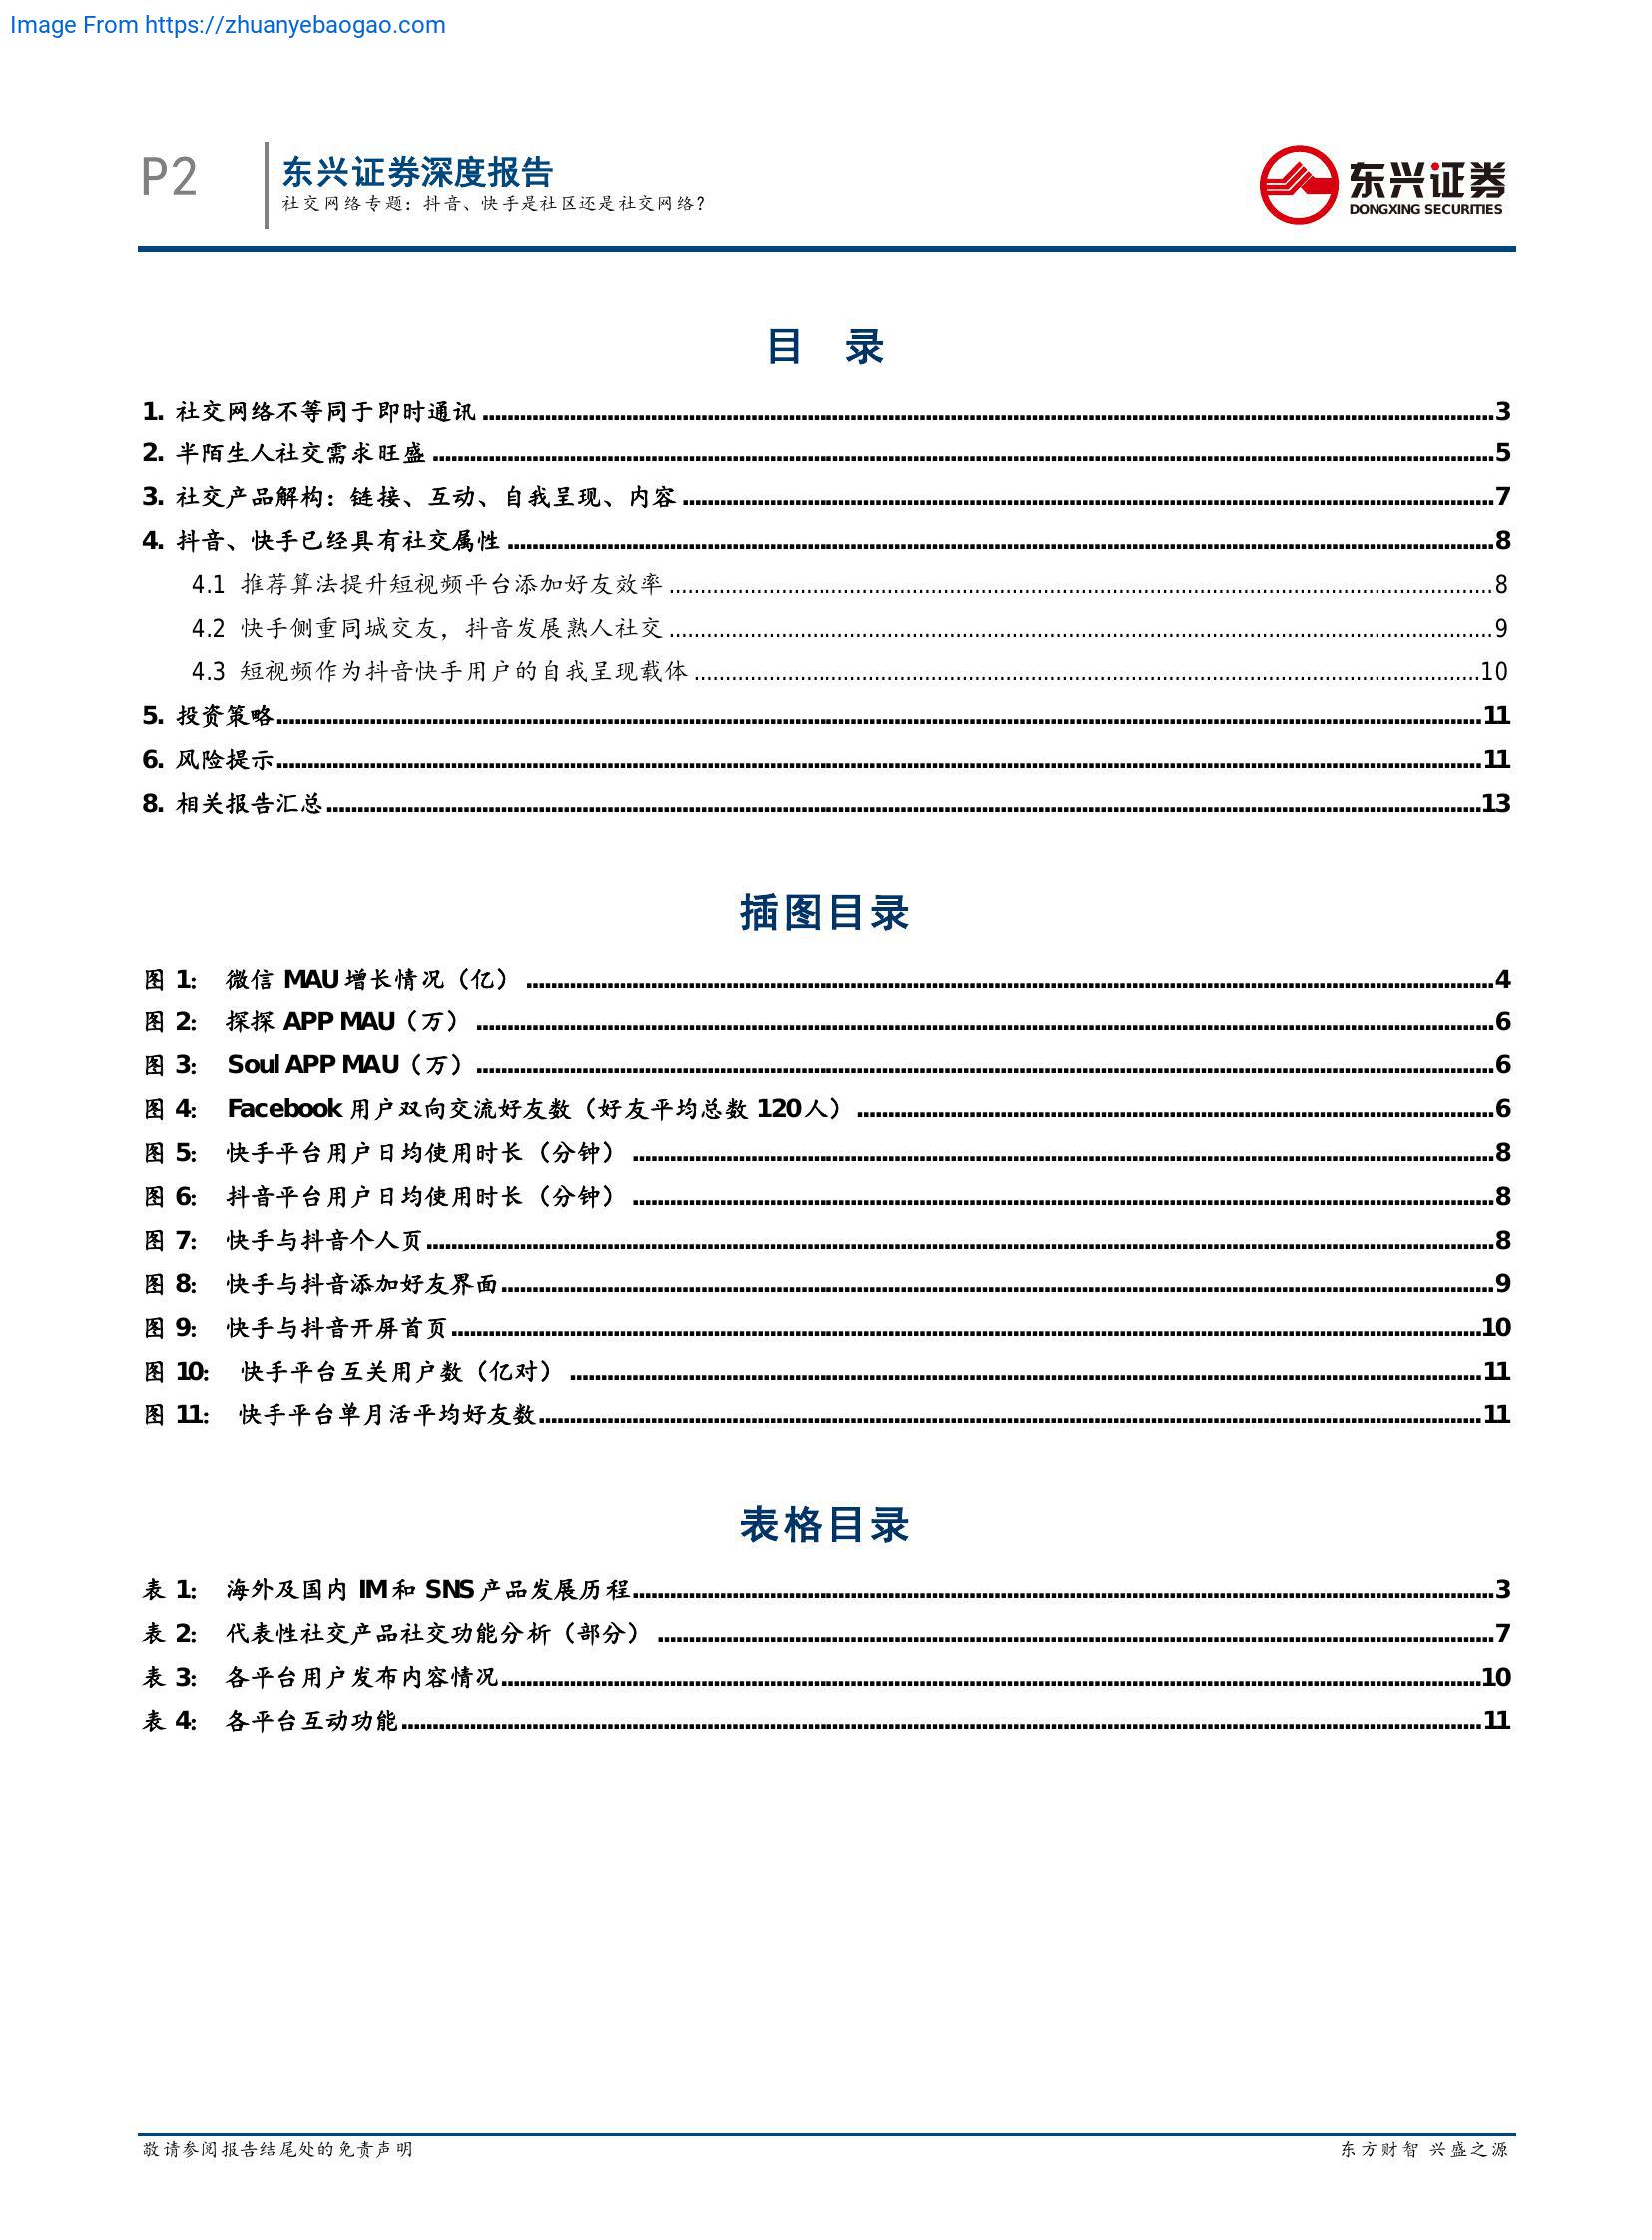 Image From https://zhuanyebaogao.com
P2
东兴证券深度报告
社交网络专题：抖音、快手是社区还是社交网络？
东兴证券
DONGXING SECURITIES
目 录
1. 社交网络不等同于即时通讯........3
2. 半陌生人社交需求旺盛........5
3. 社交产品解构：链接、互动、自我呈现、内容........7
4. 抖音、快手已经具有社交属性........8
4.1 推荐算法提升短视频平台添加好友效率........8
4.2 快手侧重同城交友，抖音发展熟人社交........9
4.3 短视频作为抖音快手用户的自我呈现载体........10
5. 投资策略........11
6. 风险提示........11
8. 相关报告汇总........13
插图目录
图 1: 微信 MAU 增长情况（亿）........4
图 2: 探探 APP MAU（万）........6
图 3: Soul APP MAU（万）........6
图 4: Facebook 用户双向交流好友数（好友平均总数 120 人）........6
图 5: 快手平台用户日均使用时长（分钟）........8
图 6: 抖音平台用户日均使用时长（分钟）........8
图 7: 快手与抖音个人页........8
图 8: 快手与抖音添加好友界面........9
图 9: 快手与抖音开屏首页........10
图 10: 快手平台互关用户数（亿对）........11
图 11: 快手平台单月活平均好友数........11
表格目录
表 1: 海外及国内 IM 和 SNS 产品发展历程........3
表 2: 代表性社交产品社交功能分析（部分）........7
表 3: 各平台用户发布内容情况........10
表 4: 各平台互动功能........11
敬请参阅报告结尾处的免责声明
东方财智 兴盛之源